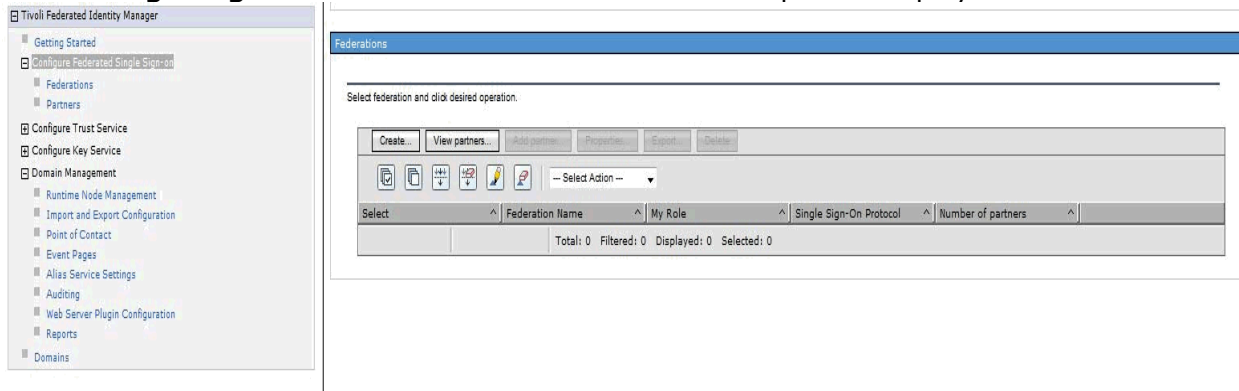 Tivoli Federated Identity Manager
Getting Started
Configure Federated Single Sign-on
Federations
Partners
Configure Trust Service
Configure Key Service
Domain Management
Runtime Node Management
Import and Export Configuration
Point of Contact
Event Pages
Alias Service Settings
Auditing
Web Server Plugin Configuration
Reports
Domains
Federations
Select federation and click desired operation.
Create... View partners... Add partner... Properties... Export... Delete
--- Select Action ---
Select ^ Federation Name ^ My Role ^ Single Sign-On Protocol ^ Number of partners ^
Total: 0 Filtered: 0 Displayed: 0 Selected: 0